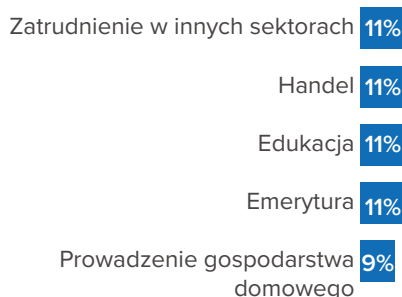 Zatrudnienie w innych sektorach 11%
Handel 11%
Edukacja 11%
Emerytura 11%
Prowadzenie gospodarstwa 9%
domowego